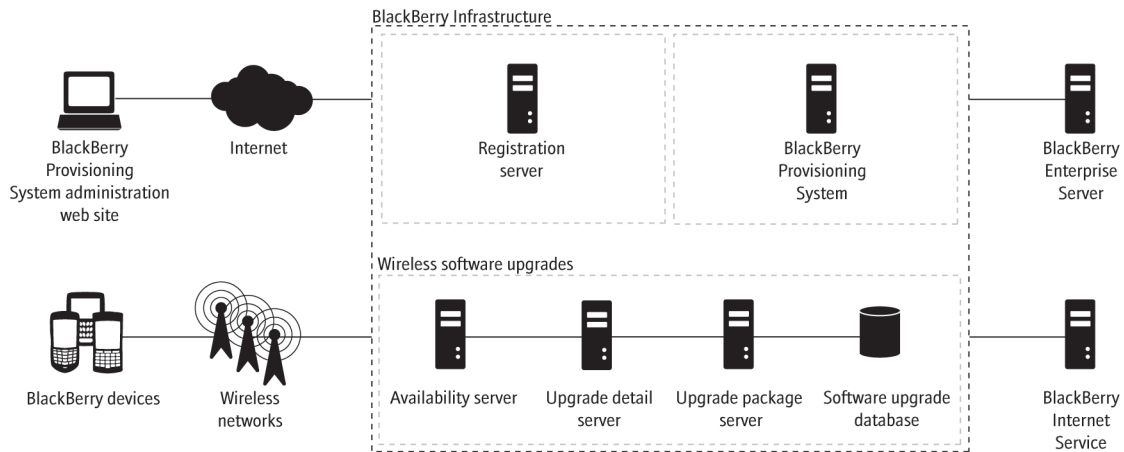 BlackBerry Infrastructure
BlackBerry
Provisioning
System administration
web site
Internet
Registration
server
BlackBerry
Provisioning
System
BlackBerry
Enterprise
Server
Wireless software upgrades
BlackBerry devices
Wireless
networks
Availability server
Upgrade detail
server
Upgrade package
server
Software upgrade
database
BlackBerry
Internet
Service